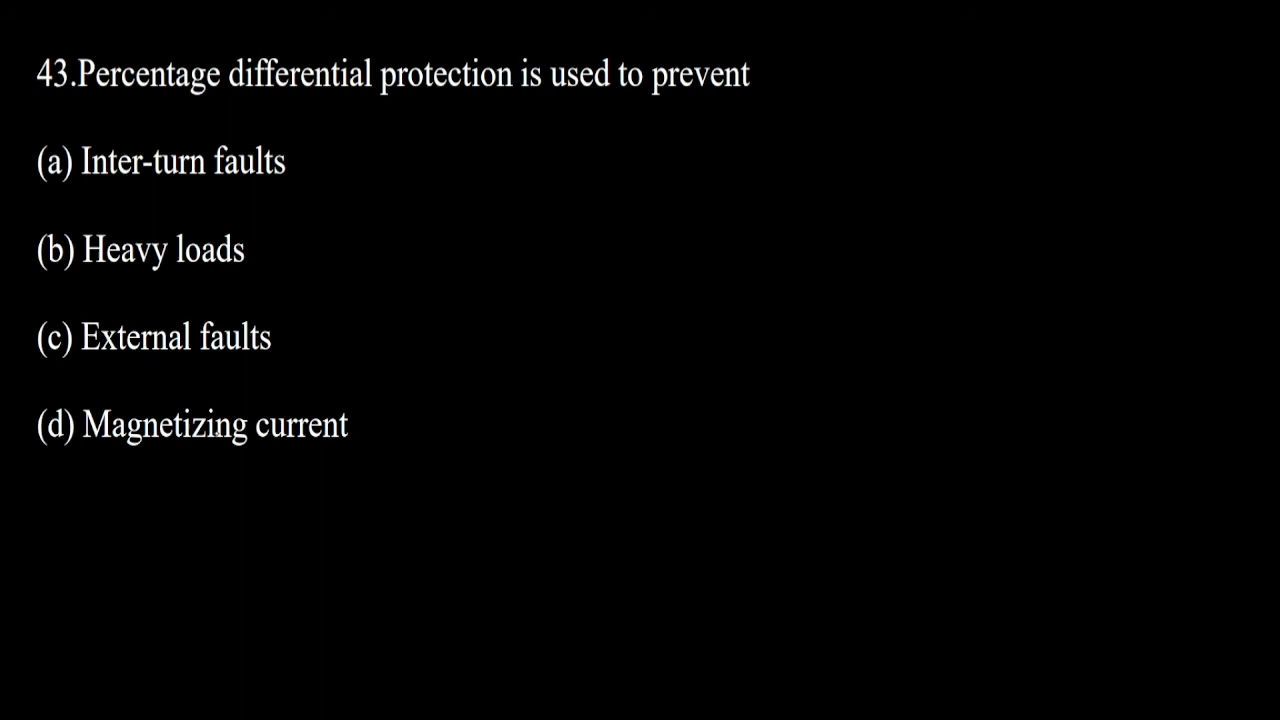 43.Percentage differential protection is used to prevent
(a) Inter-turn faults
(b) Heavy loads
(c) External faults
(d) Magnetizing current